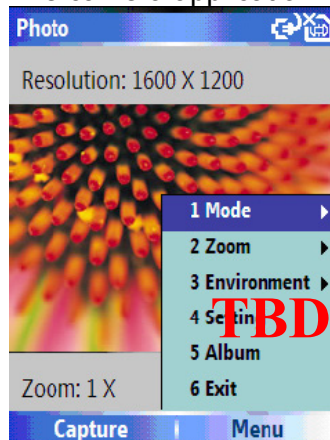 Photo
Resolution: 1600 X 1200
1 Mode
2 Zoom
3 Environment
4 Settin
TBD
5 Album
Zoom: 1 X
6 Exit
Capture
Menu